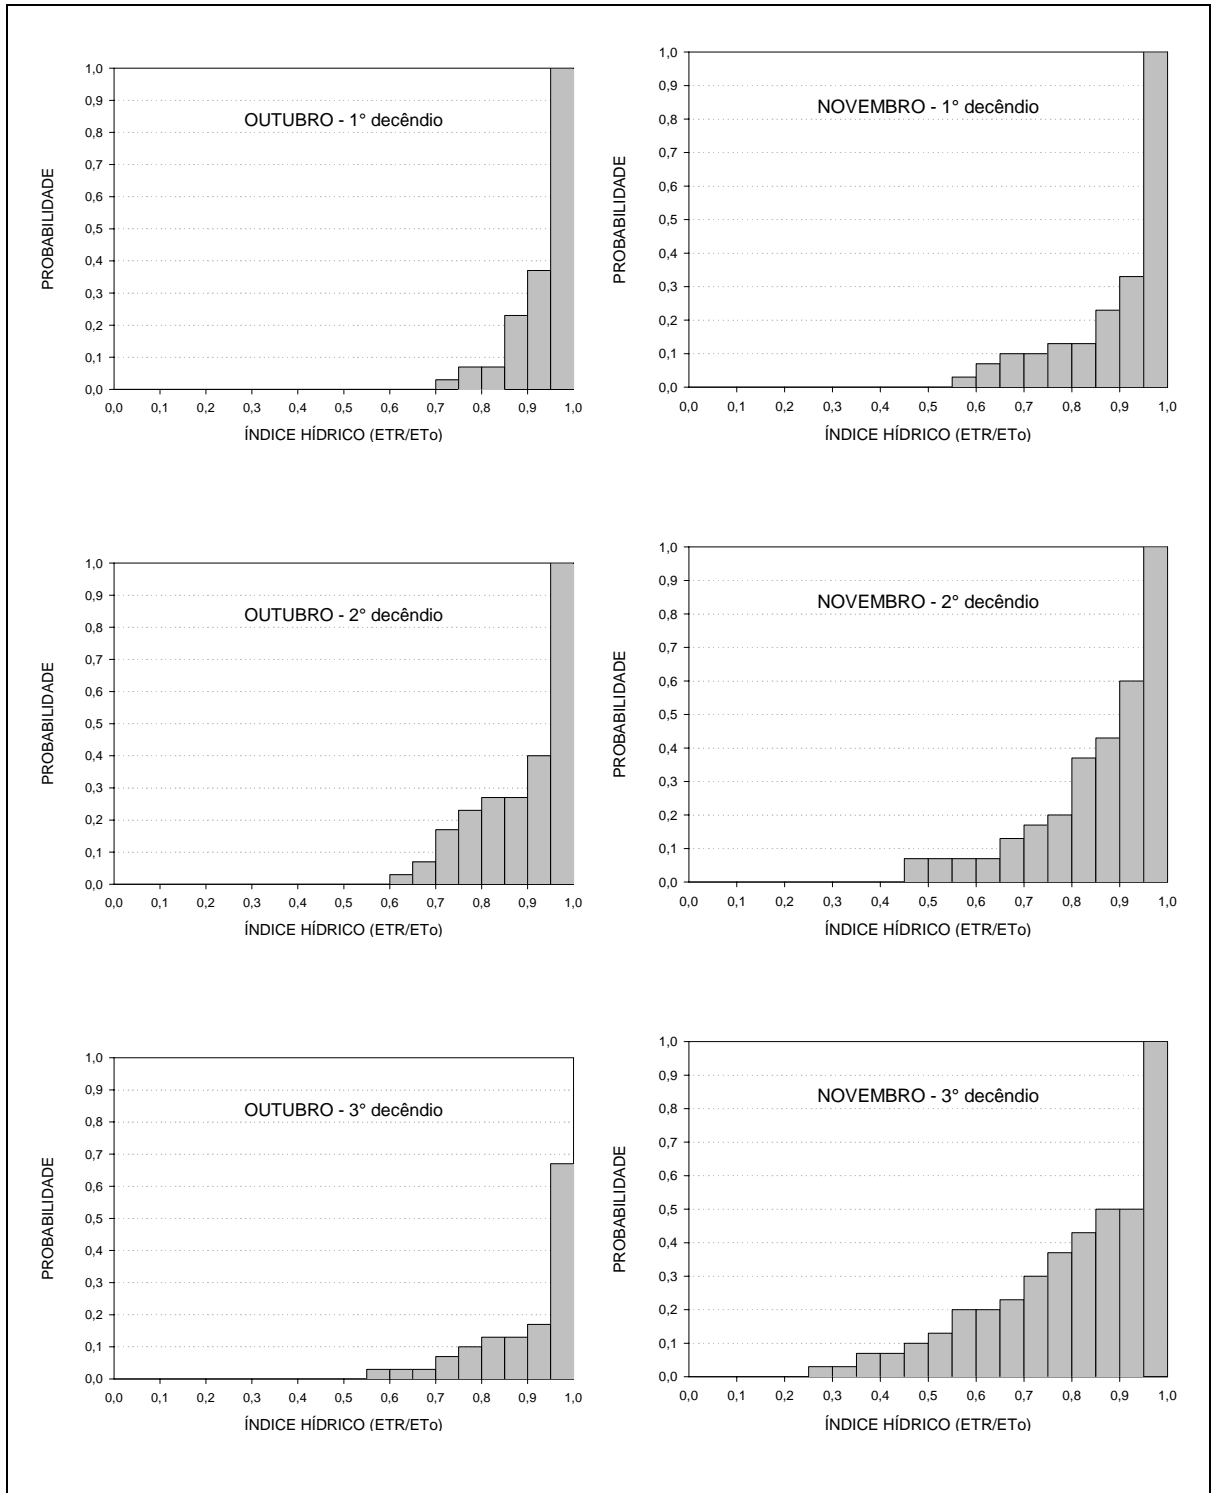 OUTUBRO - 1° decêndio
PROBABILIDADE
1,0
0,9
0,8
0,7
0,6
0,5
0,4
0,3
0,2
0,1
0,0
0,0 0,1 0,2 0,3 0,4 0,5 0,6 0,7 0,8 0,9 1,0
ÍNDICE HÍDRICO (ETR/ETo)
NOVEMBRO - 1° decêndio
PROBABILIDADE
1,0
0,9
0,8
0,7
0,6
0,5
0,4
0,3
0,2
0,1
0,0
0,0 0,1 0,2 0,3 0,4 0,5 0,6 0,7 0,8 0,9 1,0
ÍNDICE HÍDRICO (ETR/ETo)
OUTUBRO - 2° decêndio
PROBABILIDADE
1,0
0,9
0,8
0,7
0,6
0,5
0,4
0,3
0,2
0,1
0,0
0,0 0,1 0,2 0,3 0,4 0,5 0,6 0,7 0,8 0,9 1,0
ÍNDICE HÍDRICO (ETR/ETo)
NOVEMBRO - 2° decêndio
PROBABILIDADE
1,0
0,9
0,8
0,7
0,6
0,5
0,4
0,3
0,2
0,1
0,0
0,0 0,1 0,2 0,3 0,4 0,5 0,6 0,7 0,8 0,9 1,0
ÍNDICE HÍDRICO (ETR/ETo)
OUTUBRO - 3° decêndio
PROBABILIDADE
1,0
0,9
0,8
0,7
0,6
0,5
0,4
0,3
0,2
0,1
0,0
0,0 0,1 0,2 0,3 0,4 0,5 0,6 0,7 0,8 0,9 1,0
ÍNDICE HÍDRICO (ETR/ETo)
NOVEMBRO - 3° decêndio
PROBABILIDADE
1,0
0,9
0,8
0,7
0,6
0,5
0,4
0,3
0,2
0,1
0,0
0,0 0,1 0,2 0,3 0,4 0,5 0,6 0,7 0,8 0,9 1,0
ÍNDICE HÍDRICO (ETR/ETo)